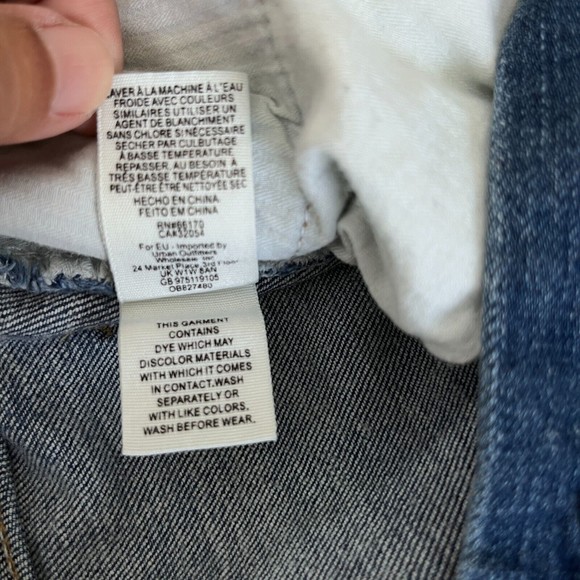 LAVER À LA MACHINE À L'EAU
FROIDE AVEC COULEURS
SIMILAIRES UTILISER UN
AGENT DE BLANCHIMENT
SANS CHLORE SI NÉCESSAIRE
SÉCHER PAR CULBUTAGE
À BASSE TEMPÉRATURE
REPASSER, AU BESOIN À
TRÈS BASSE TEMPÉRATURE
PEUT-ÊTRE ÊTRE NETTOYÉE SEC
HECHO EN CHINA
FEITO EM CHINA
RN#66170
CA#32054
For EU - Imported by
Urban Outfitters
Wholesale, Inc
24 Market Place, 3rd Floor
UK W1W 8AN
GB 975119105
OB827480
THIS GARMENT
CONTAINS
DYE WHICH MAY
DISCOLOR MATERIALS
WITH WHICH IT COMES
IN CONTACT.WASH
SEPARATELY OR
WITH LIKE COLORS.
WASH BEFORE WEAR.